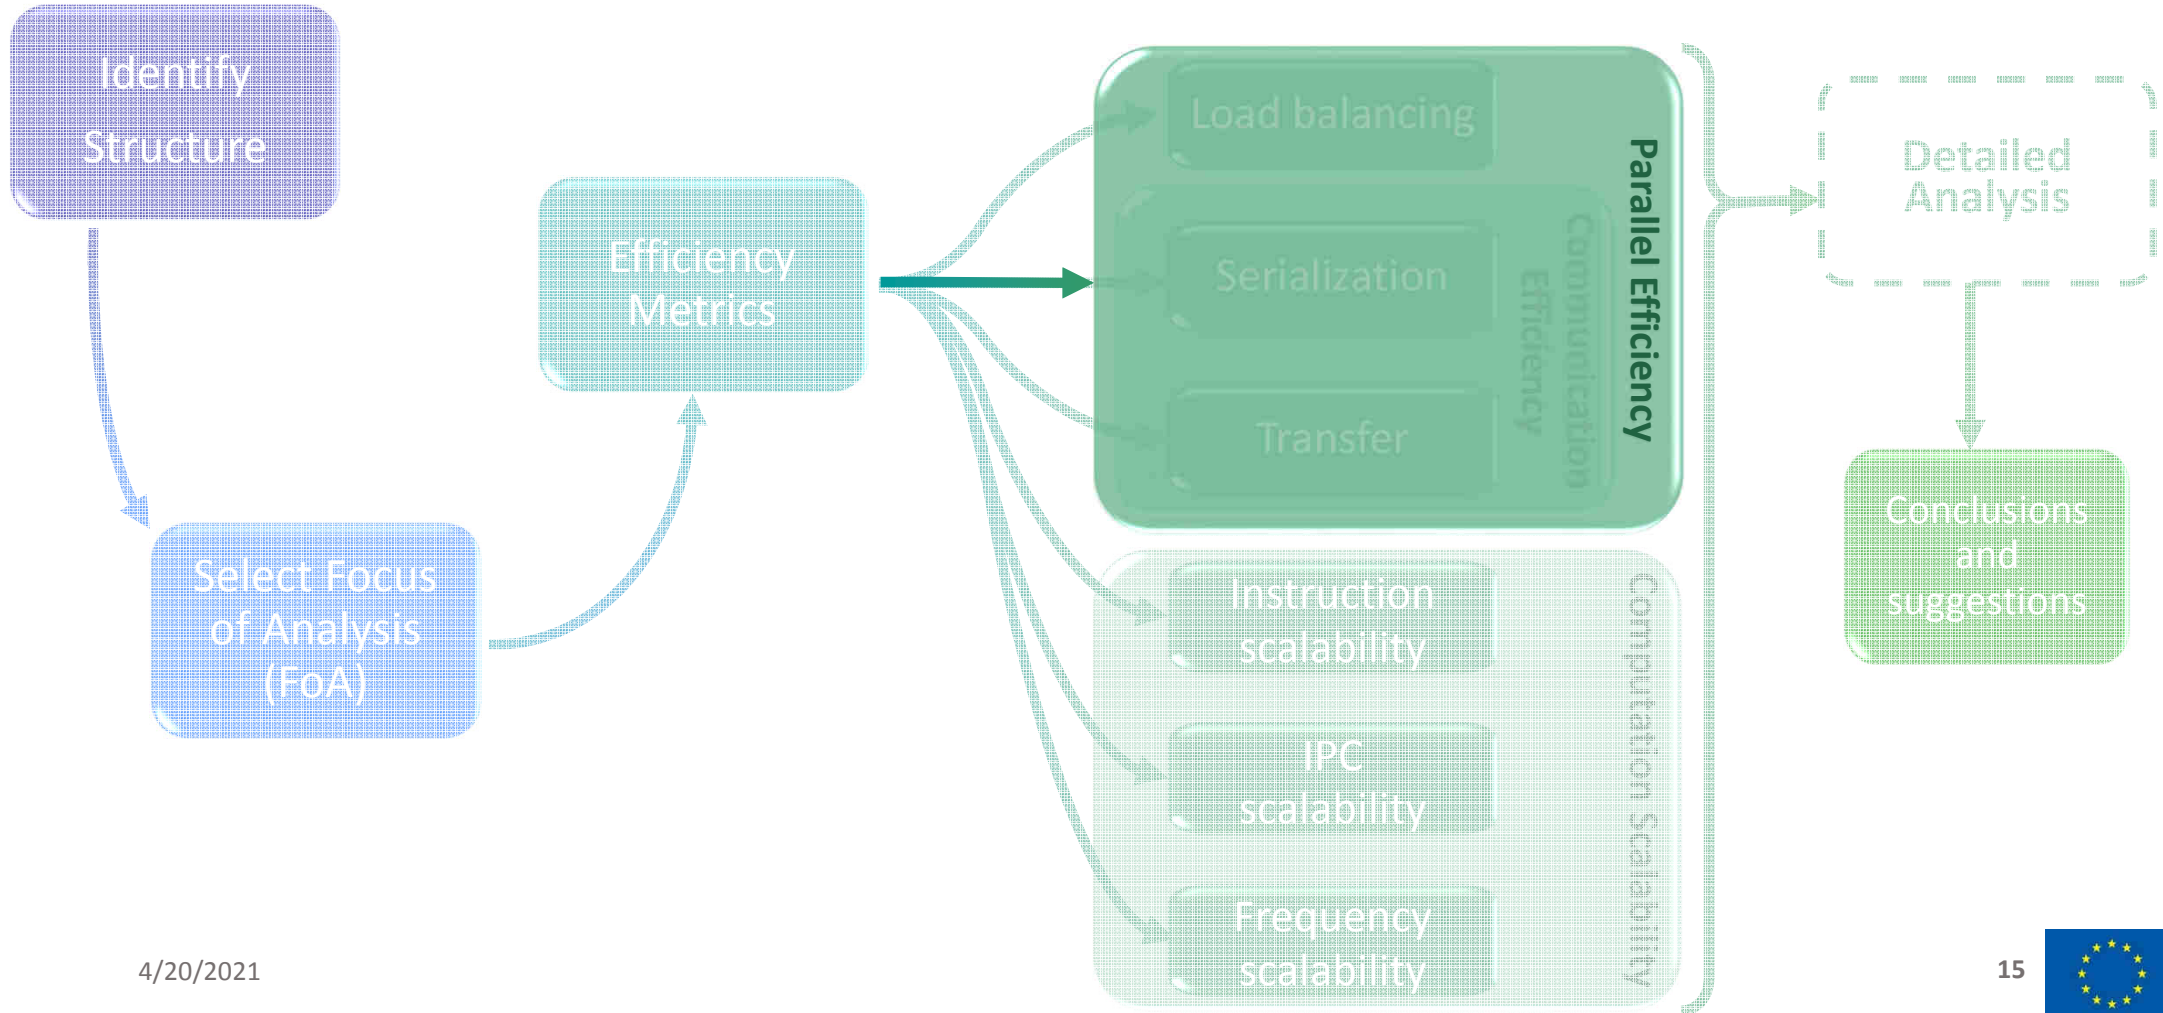 Identify
Structure
Select Focus
of Analysis
(FoA)
Efficiency
Metrics
Load balancing
Serialization
Transfer
Communication
Efficiency
Parallel Efficiency
Instruction
scalability
IPC
scalability
Frequency
scalability
Computation Scalability
Detailed
Analysis
Conclusions
and
suggestions
4/20/2021
15